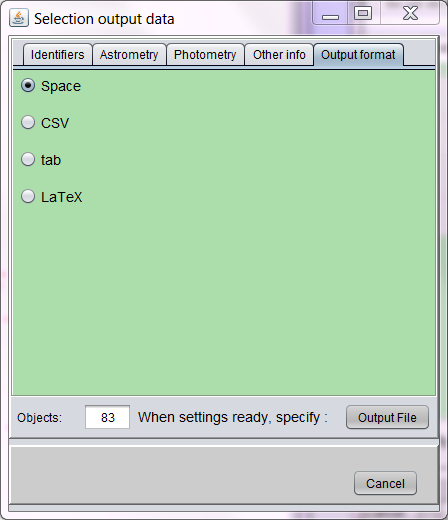 Selection output data
Identifiers Astrometry Photometry Other info Output format
Space
CSV
tab
LaTeX
Objects: 83 When settings ready, specify : Output File
Cancel